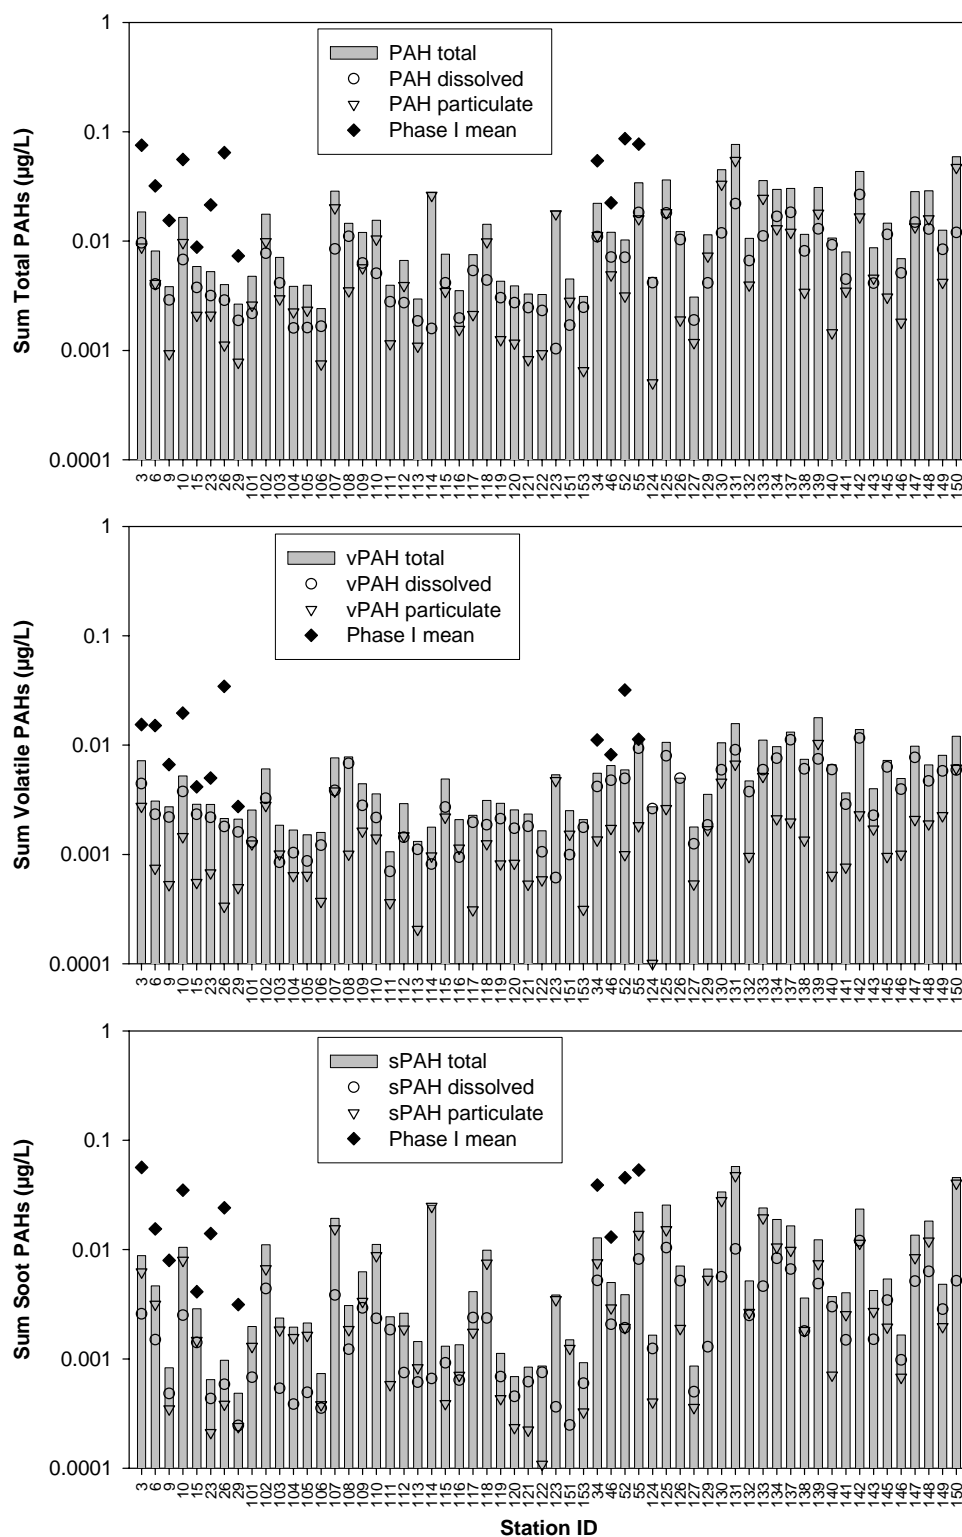 1
0.1
0.01
0.001
0.0001
Sum Total PAHs (µg/L)
PAH total
PAH dissolved
PAH particulate
Phase I mean
3 6 9 10 15 23 26 29 101 102 103 104 105 106 107 108 109 110 111 112 113 114 115 116 117 118 119 120 121 122 123 151 153 34 46 52 55 124 125 126 127 129 130 131 132 133 134 137 138 139 140 141 142 143 145 146 147 148 149 150
1
0.1
0.01
0.001
0.0001
Sum Volatile PAHs (µg/L)
vPAH total
vPAH dissolved
vPAH particulate
Phase I mean
3 6 9 10 15 23 26 29 101 102 103 104 105 106 107 108 109 110 111 112 113 114 115 116 117 118 119 120 121 122 123 151 153 34 46 52 55 124 125 126 127 129 130 131 132 133 134 137 138 139 140 141 142 143 145 146 147 148 149 150
1
0.1
0.01
0.001
0.0001
Sum Soot PAHs (µg/L)
sPAH total
sPAH dissolved
sPAH particulate
Phase I mean
3 6 9 10 15 23 26 29 101 102 103 104 105 106 107 108 109 110 111 112 113 114 115 116 117 118 119 120 121 122 123 151 153 34 46 52 55 124 125 126 127 129 130 131 132 133 134 137 138 139 140 141 142 143 145 146 147 148 149 150
Station ID